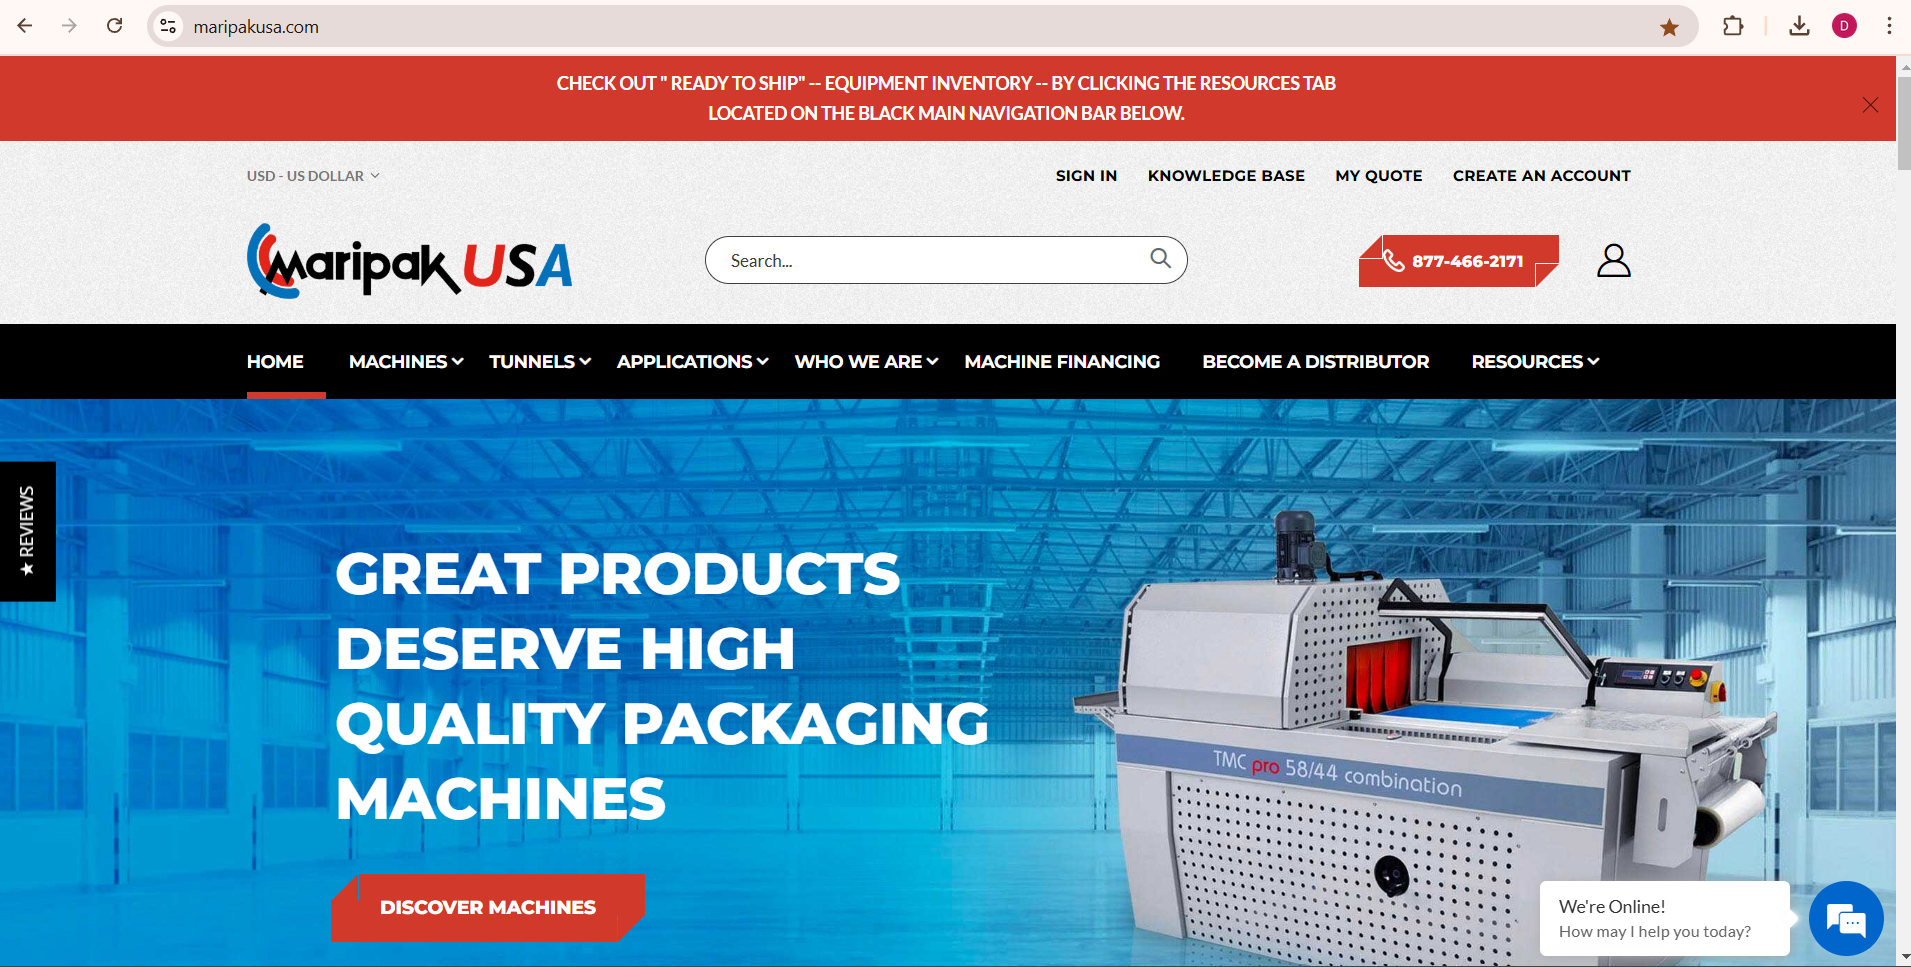 maripakusa.com
D
CHECK OUT " READY TO SHIP" -- EQUIPMENT INVENTORY -- BY CLICKING THE RESOURCES TAB
LOCATED ON THE BLACK MAIN NAVIGATION BAR BELOW.
USD - US DOLLAR
SIGN IN KNOWLEDGE BASE MY QUOTE CREATE AN ACCOUNT
Maripak USA
Search...
877-466-2171
HOME MACHINES TUNNELS APPLICATIONS WHO WE ARE MACHINE FINANCING BECOME A DISTRIBUTOR RESOURCES
★ REVIEWS
GREAT PRODUCTS
DESERVE HIGH
QUALITY PACKAGING
MACHINES
DISCOVER MACHINES
TMC pro 58/44 combination
We're Online!
How may I help you today?